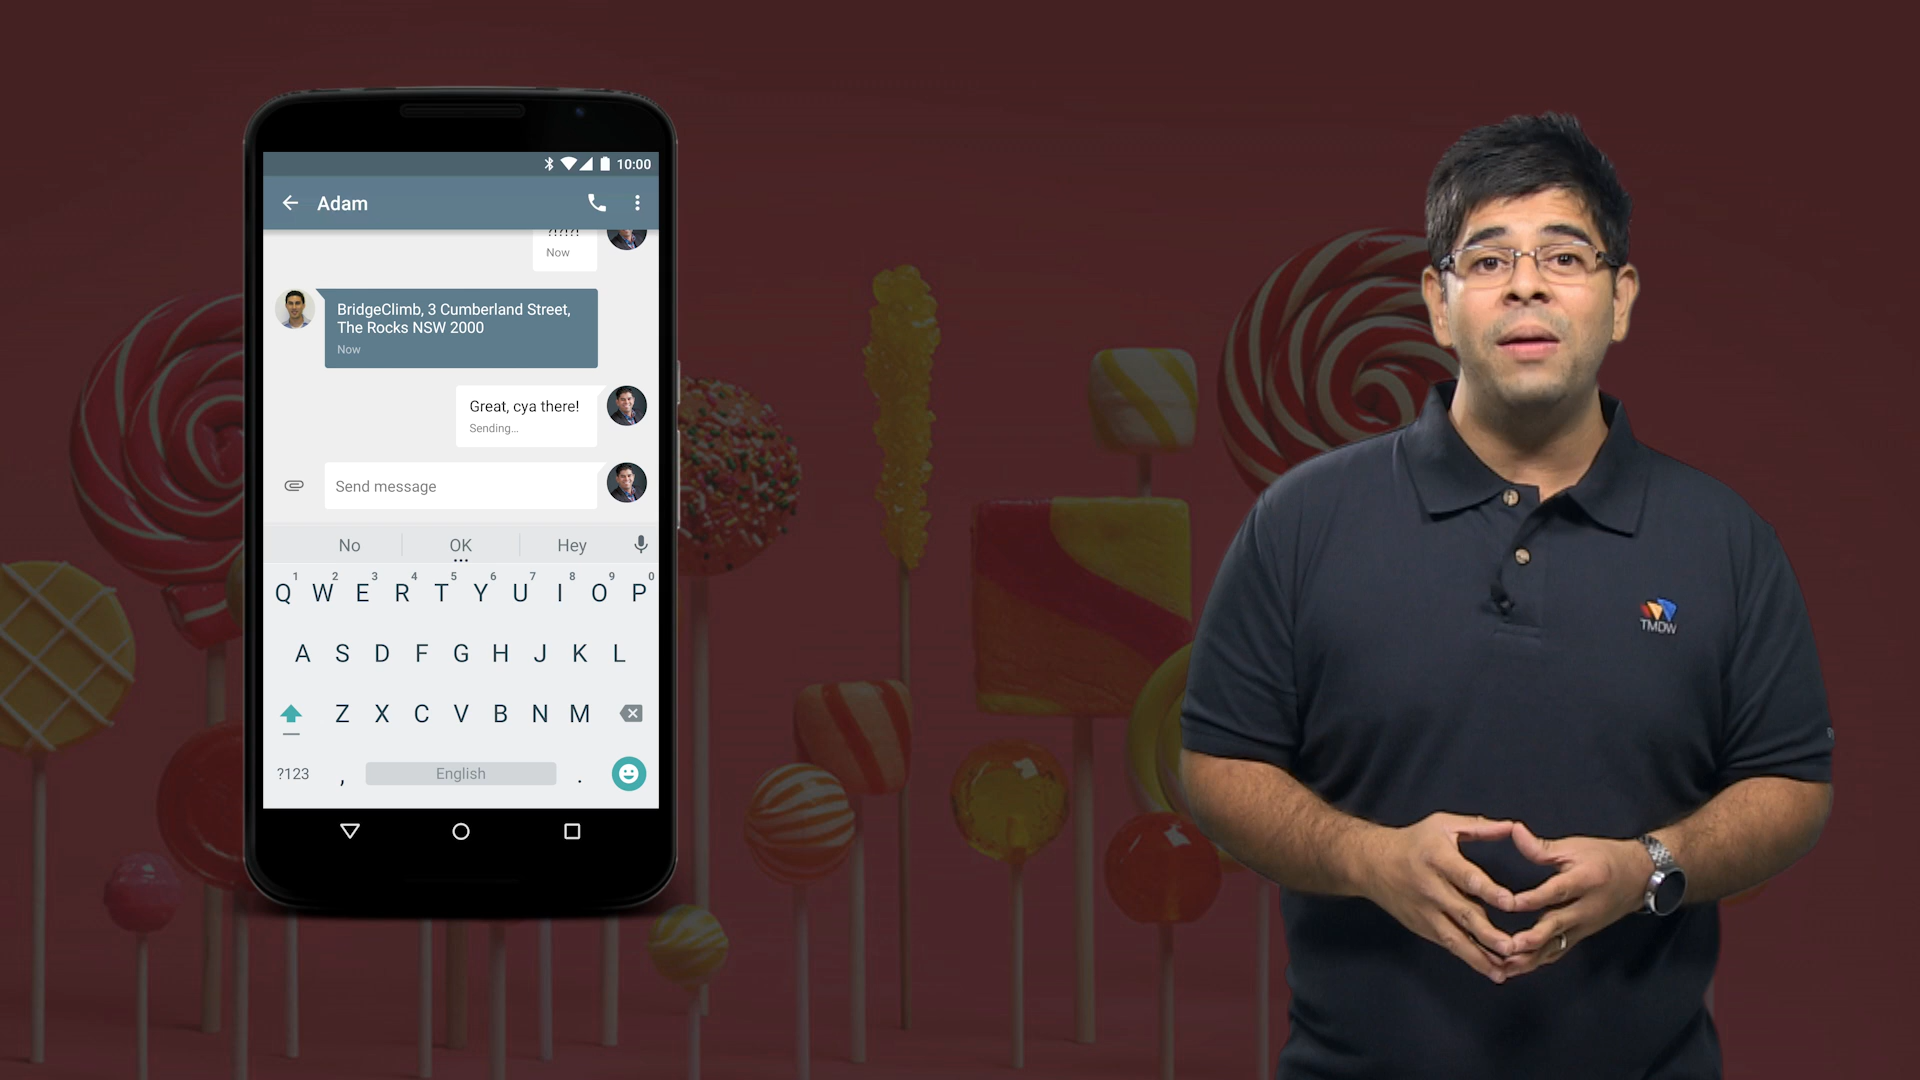 10:00
Adam
?!?!?!
Now
BridgeClimb, 3 Cumberland Street,
The Rocks NSW 2000
Now
Great, cya there!
Sending...
Send message
No OK Hey
1 2 3 4 5 6 7 8 9 0
Q W E R T Y U I O P
A S D F G H J K L
Z X C V B N M
?123 , English .
TMDW